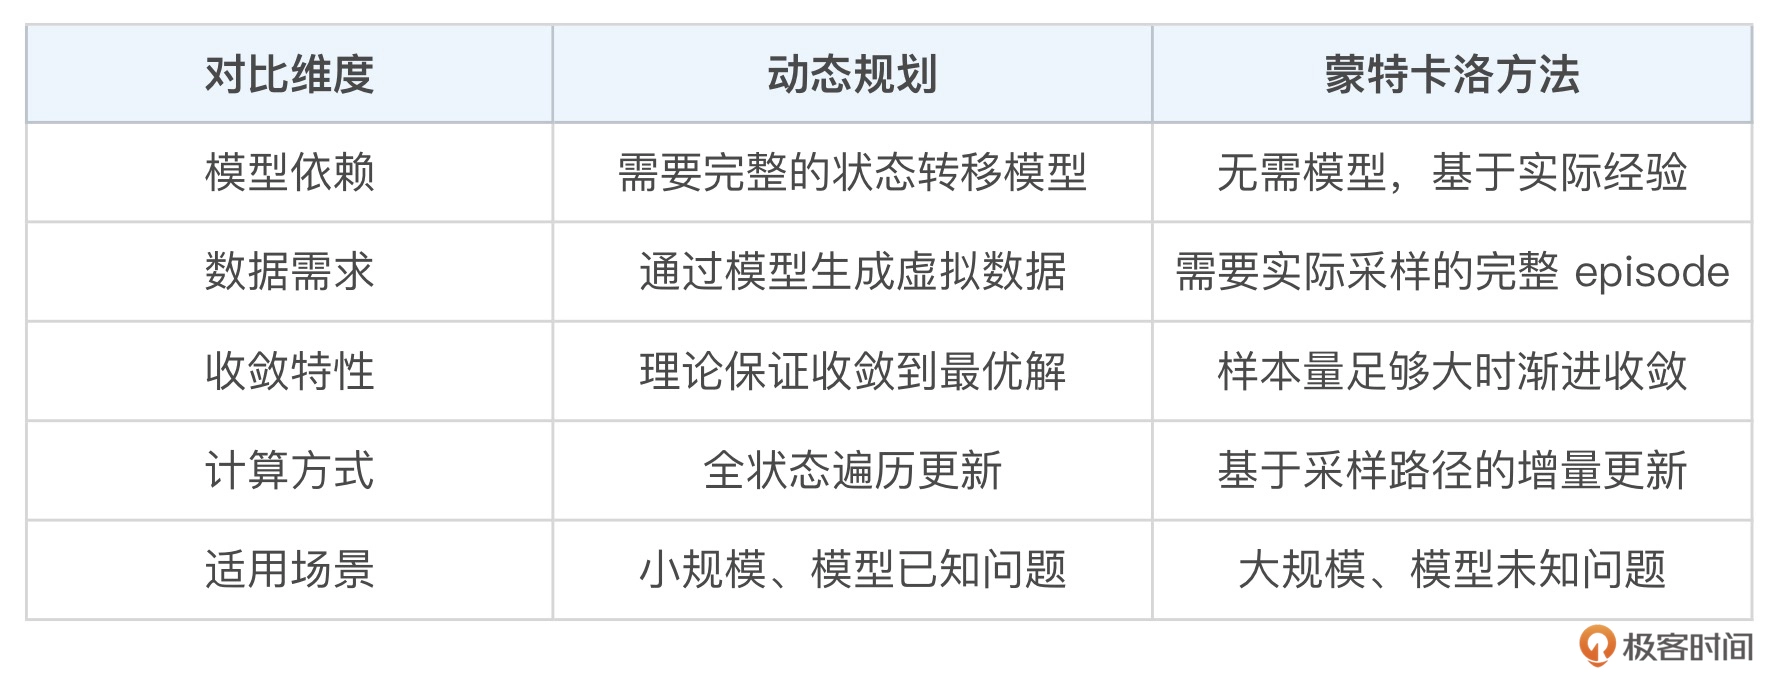 对比维度 动态规划 蒙特卡洛方法
模型依赖 需要完整的状态转移模型 无需模型，基于实际经验
数据需求 通过模型生成虚拟数据 需要实际采样的完整 episode
收敛特性 理论保证收敛到最优解 样本量足够大时渐进收敛
计算方式 全状态遍历更新 基于采样路径的增量更新
适用场景 小规模、模型已知问题 大规模、模型未知问题
极客时间